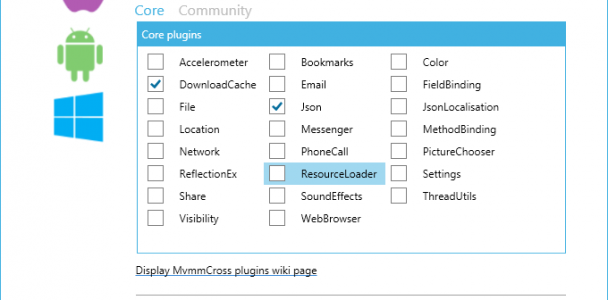 Core Community
Core plugins
Accelerometer Bookmarks Color
DownloadCache Email FieldBinding
File Json JsonLocalisation
Location Messenger MethodBinding
Network PhoneCall PictureChooser
ReflectionEx ResourceLoader Settings
Share SoundEffects ThreadUtils
Visibility WebBrowser
Display MvmmCross plugins wiki page